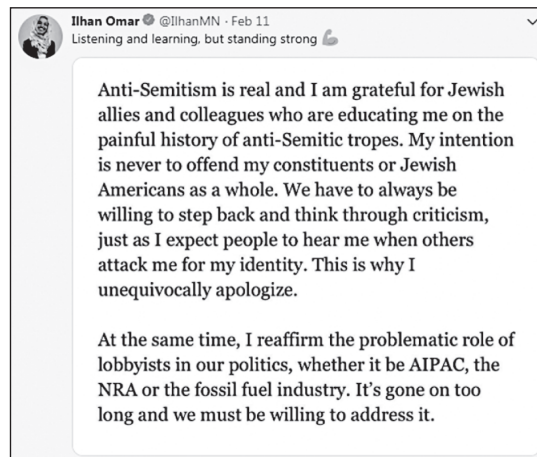 Ilhan Omar @IlhanMN · Feb 11
Listening and learning, but standing strong 💪
Anti-Semitism is real and I am grateful for Jewish
allies and colleagues who are educating me on the
painful history of anti-Semitic tropes. My intention
is never to offend my constituents or Jewish
Americans as a whole. We have to always be
willing to step back and think through criticism,
just as I expect people to hear me when others
attack me for my identity. This is why I
unequivocally apologize.
At the same time, I reaffirm the problematic role of
lobbyists in our politics, whether it be AIPAC, the
NRA or the fossil fuel industry. It’s gone on too
long and we must be willing to address it.